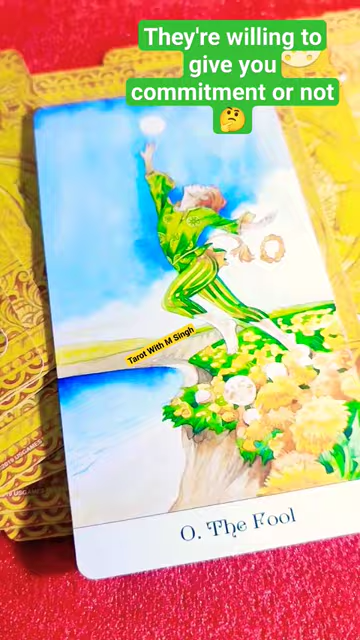 They're willing to
give you
commitment or not
🤔
Tarot With M Singh
0. The Fool